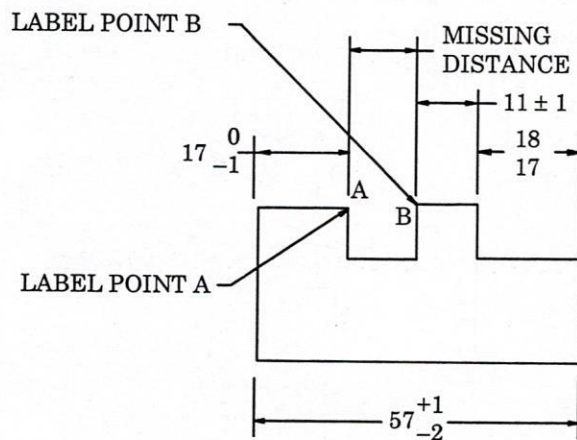 LABEL POINT B
MISSING
DISTANCE
11 ± 1
17 0
-1
18
17
A
B
LABEL POINT A
57 +1
-2